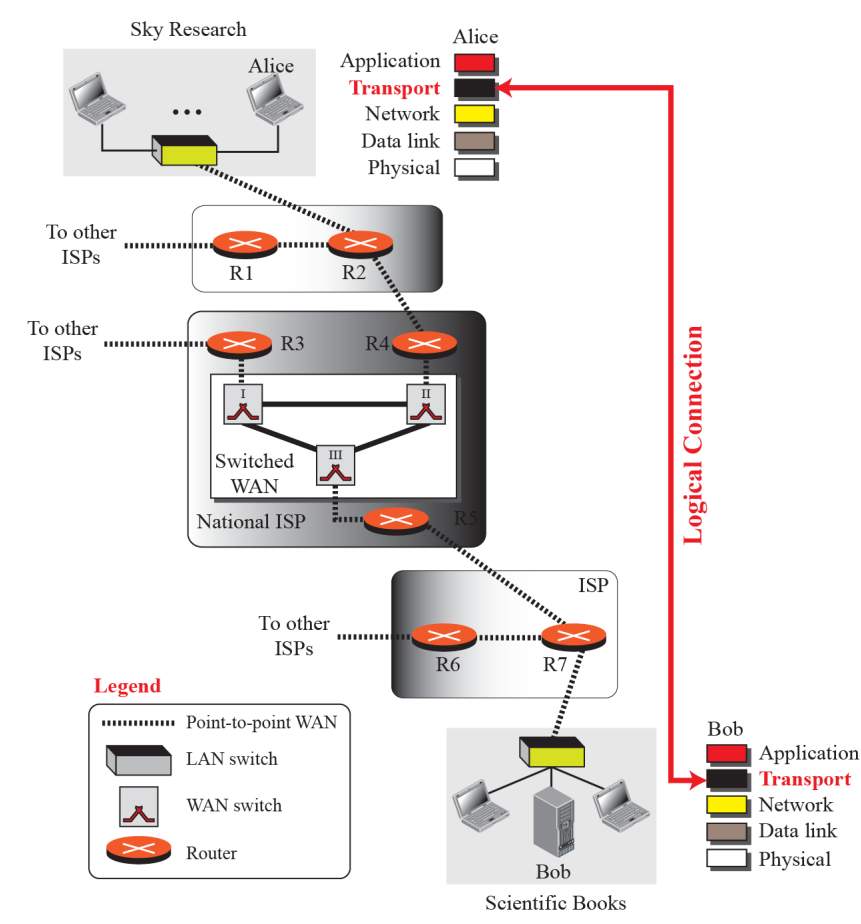 Sky Research
Alice
Alice
Application
Transport
Network
Data link
Physical
To other
ISPs
R1
R2
To other
ISPs
R3
R4
I
II
III
Switched
WAN
National ISP
R5
Logical Connection
ISP
To other
ISPs
R6
R7
Legend
Point-to-point WAN
LAN switch
WAN switch
Router
Bob
Scientific Books
Bob
Application
Transport
Network
Data link
Physical